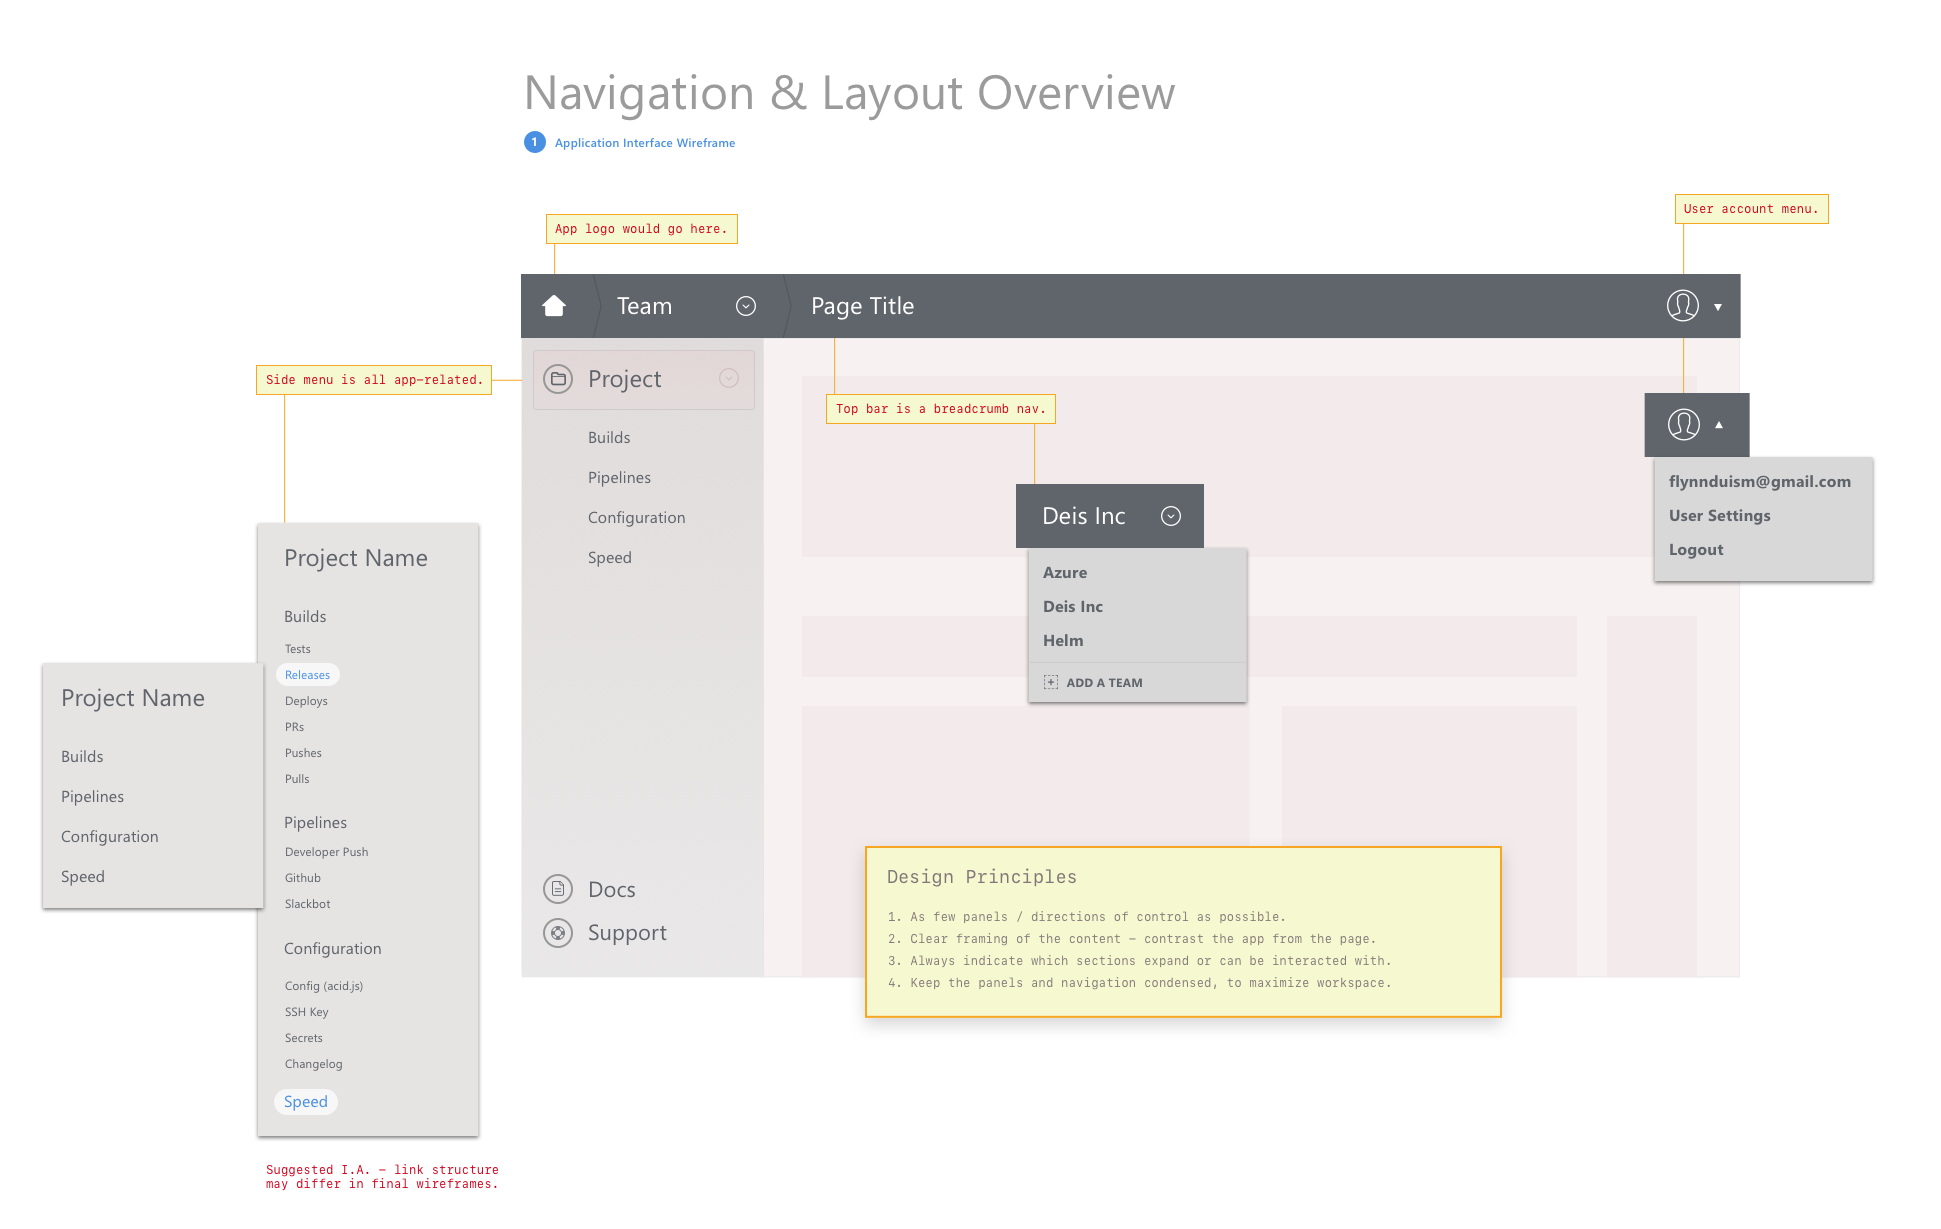 Navigation & Layout Overview
1 Application Interface Wireframe
App logo would go here.
User account menu.
Team
Page Title
Side menu is all app-related.
Project
Builds
Pipelines
Configuration
Speed
Docs
Support
Top bar is a breadcrumb nav.
Deis Inc
Azure
Deis Inc
Helm
ADD A TEAM
flynnduism@gmail.com
User Settings
Logout
Project Name
Builds
Pipelines
Configuration
Speed
Project Name
Builds
Tests
Releases
Deploys
PRs
Pushes
Pulls
Pipelines
Developer Push
Github
Slackbot
Configuration
Config (acid.js)
SSH Key
Secrets
Changelog
Speed
Suggested I.A. – link structure
may differ in final wireframes.
Design Principles
1. As few panels / directions of control as possible.
2. Clear framing of the content – contrast the app from the page.
3. Always indicate which sections expand or can be interacted with.
4. Keep the panels and navigation condensed, to maximize workspace.